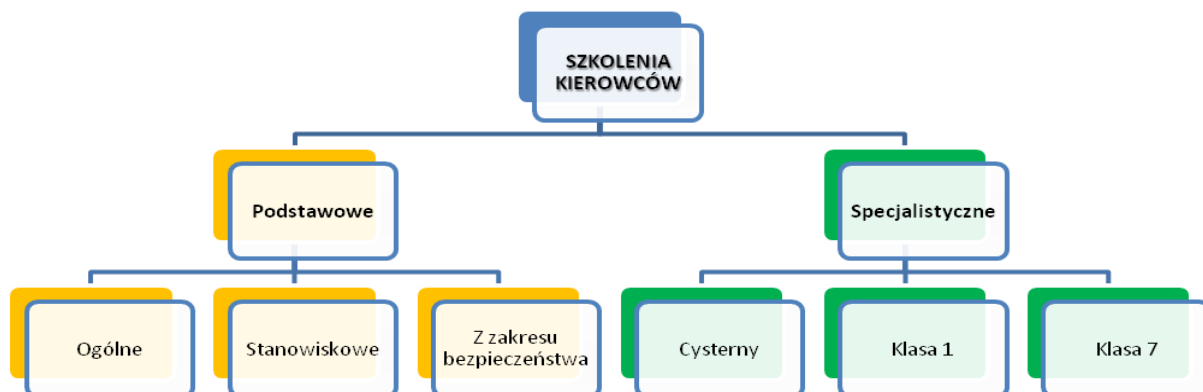 SZKOLENIA
KIEROWCÓW
Podstawowe
Specjalistyczne
Ogólne
Stanowiskowe
Z zakresu
bezpieczeństwa
Cysterny
Klasa 1
Klasa 7